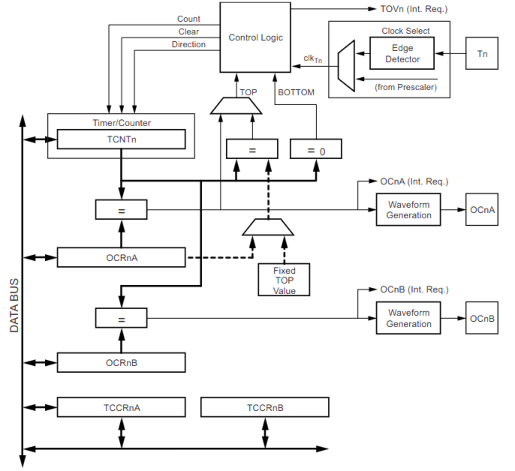 Count
Clear
Direction
Control Logic
TOVn (Int. Req.)
Clock Select
Edge
Detector
Tn
clkTn
(from Prescaler)
TOP
BOTTOM
Timer/Counter
TCNTn
=
= 0
=
OCnA (Int. Req.)
Waveform
Generation
OCnA
OCRnA
Fixed
TOP
Value
DATA BUS
=
OCnB (Int. Req.)
Waveform
Generation
OCnB
OCRnB
TCCRnA
TCCRnB